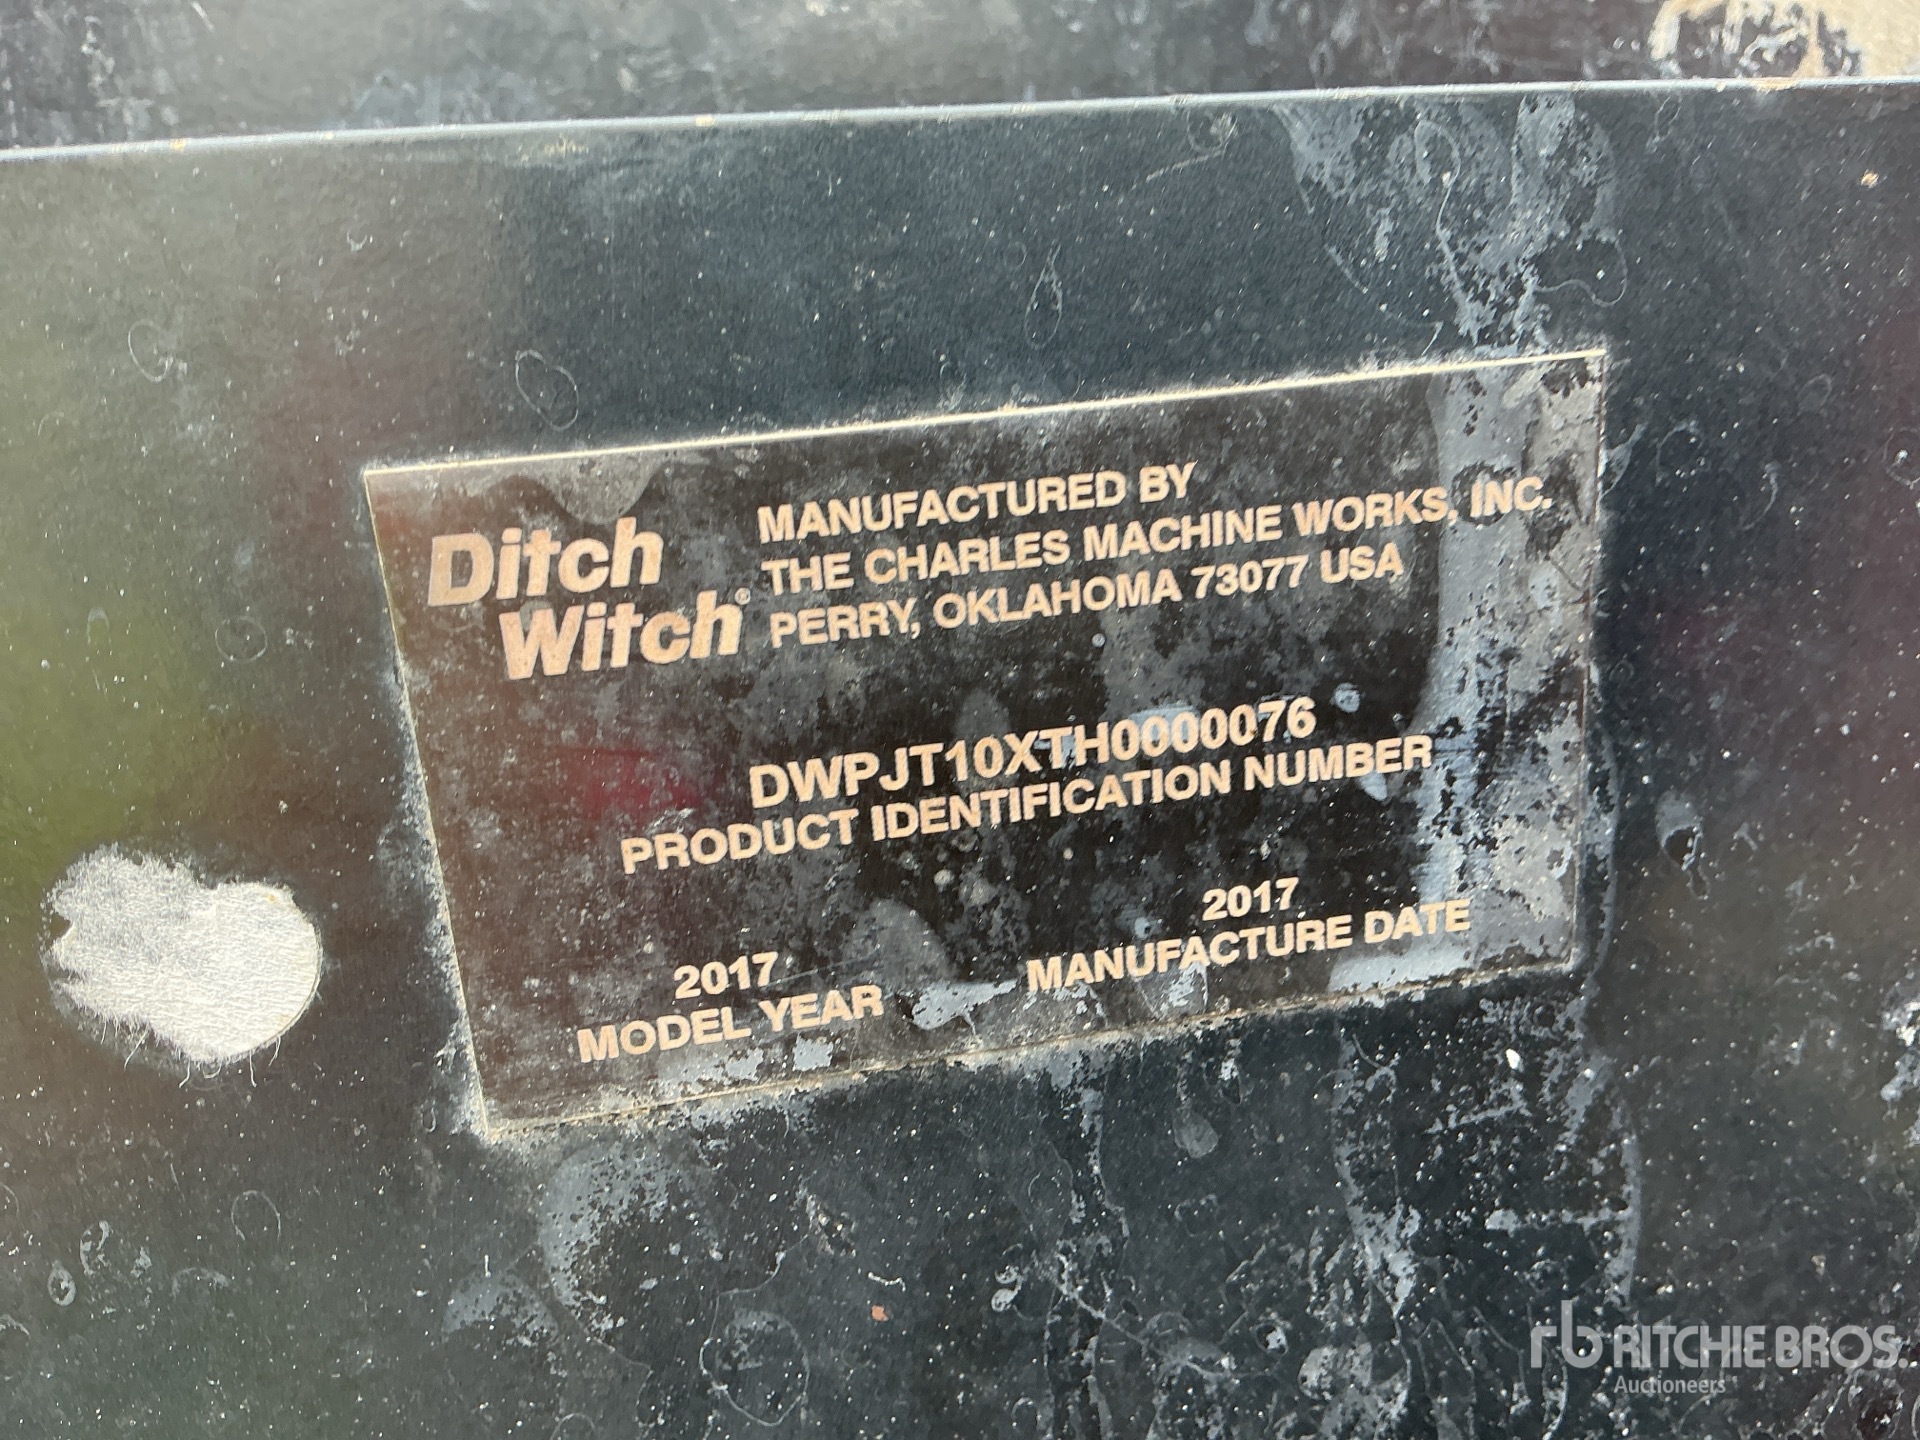 Ditch
Witch®
MANUFACTURED BY
THE CHARLES MACHINE WORKS, INC.
PERRY, OKLAHOMA 73077 USA
DWPJT10XTH0000076
PRODUCT IDENTIFICATION NUMBER
2017
MODEL YEAR
2017
MANUFACTURE DATE
rb RITCHIE BROS.
Auctioneers